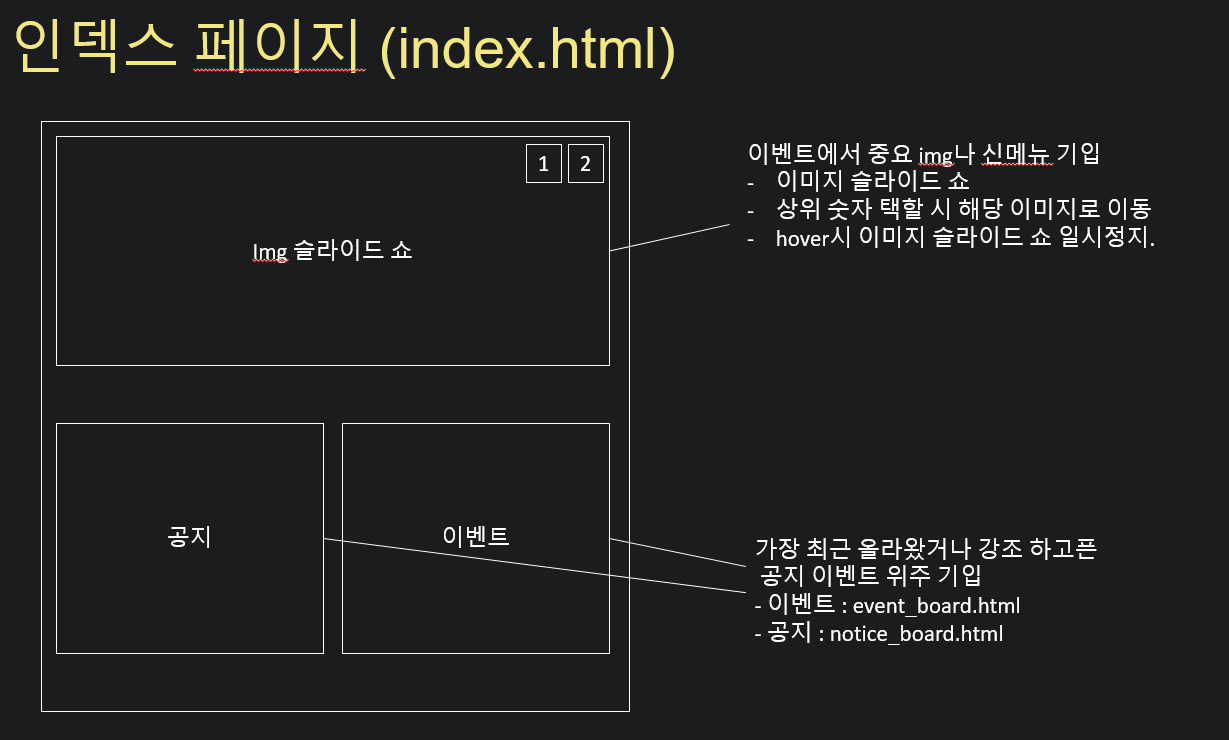 인덱스 페이지 (index.html)
1 2
Img 슬라이드 쇼
이벤트에서 중요 img나 신메뉴 기입
- 이미지 슬라이드 쇼
- 상위 숫자 택할 시 해당 이미지로 이동
- hover시 이미지 슬라이드 쇼 일시정지.
공지
이벤트
가장 최근 올라왔거나 강조 하고픈
공지 이벤트 위주 기입
- 이벤트 : event_board.html
- 공지 : notice_board.html